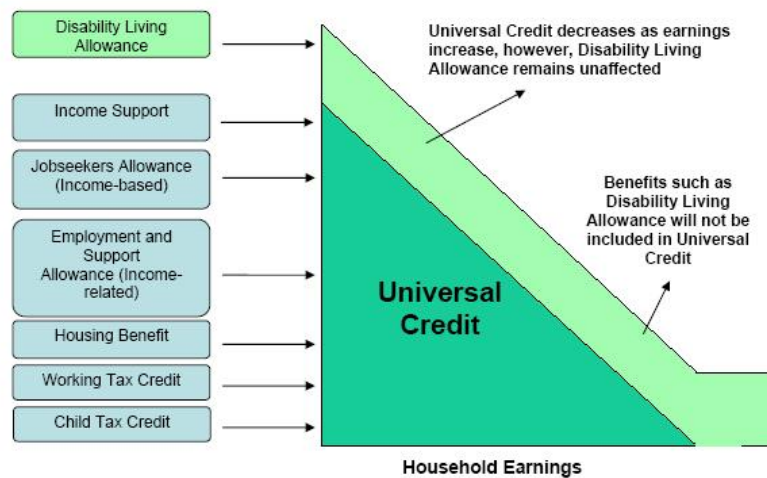 Disability Living
Allowance
Income Support
Jobseekers Allowance
(Income-based)
Employment and
Support
Allowance (Income-
related)
Housing Benefit
Working Tax Credit
Child Tax Credit
Universal Credit decreases as earnings
increase, however, Disability Living
Allowance remains unaffected
Benefits such as
Disability Living
Allowance will not be
included in Universal
Credit
Universal
Credit
Household Earnings